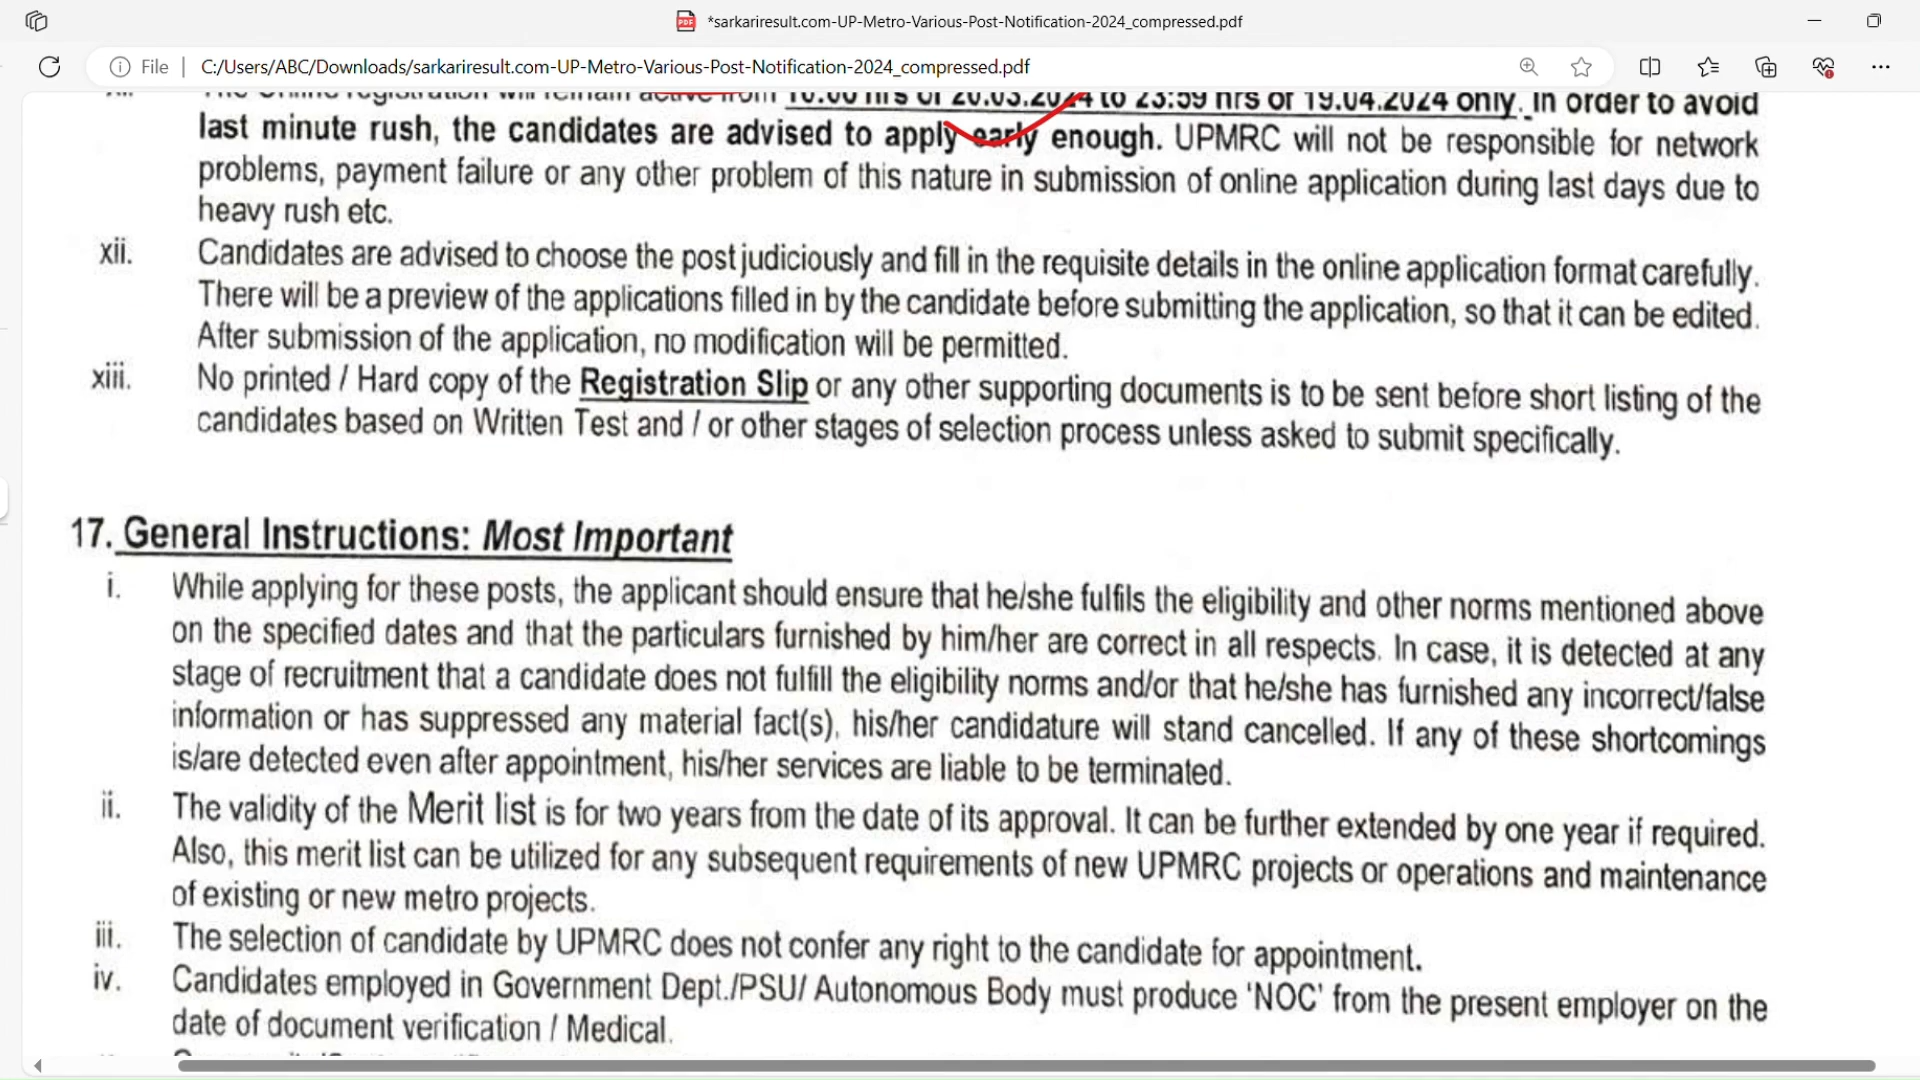 *sarkariresult.com-UP-Metro-Various-Post-Notification-2024_compressed.pdf
File | C:/Users/ABC/Downloads/sarkariresult.com-UP-Metro-Various-Post-Notification-2024_compressed.pdf
The Online registration will remain active from 10.00 hrs of 20.03.2024 to 23:59 hrs of 19.04.2024 only. In order to avoid
last minute rush, the candidates are advised to apply early enough. UPMRC will not be responsible for network
problems, payment failure or any other problem of this nature in submission of online application during last days due to
heavy rush etc.
xii. Candidates are advised to choose the post judiciously and fill in the requisite details in the online application format carefully.
There will be a preview of the applications filled in by the candidate before submitting the application, so that it can be edited.
After submission of the application, no modification will be permitted.
xiii. No printed / Hard copy of the Registration Slip or any other supporting documents is to be sent before short listing of the
candidates based on Written Test and / or other stages of selection process unless asked to submit specifically.
17. General Instructions: Most Important
i. While applying for these posts, the applicant should ensure that he/she fulfils the eligibility and other norms mentioned above
on the specified dates and that the particulars furnished by him/her are correct in all respects. In case, it is detected at any
stage of recruitment that a candidate does not fulfill the eligibility norms and/or that he/she has furnished any incorrect/false
information or has suppressed any material fact(s), his/her candidature will stand cancelled. If any of these shortcomings
is/are detected even after appointment, his/her services are liable to be terminated.
ii. The validity of the Merit list is for two years from the date of its approval. It can be further extended by one year if required.
Also, this merit list can be utilized for any subsequent requirements of new UPMRC projects or operations and maintenance
of existing or new metro projects.
iii. The selection of candidate by UPMRC does not confer any right to the candidate for appointment.
iv. Candidates employed in Government Dept./PSU/ Autonomous Body must produce 'NOC' from the present employer on the
date of document verification / Medical.